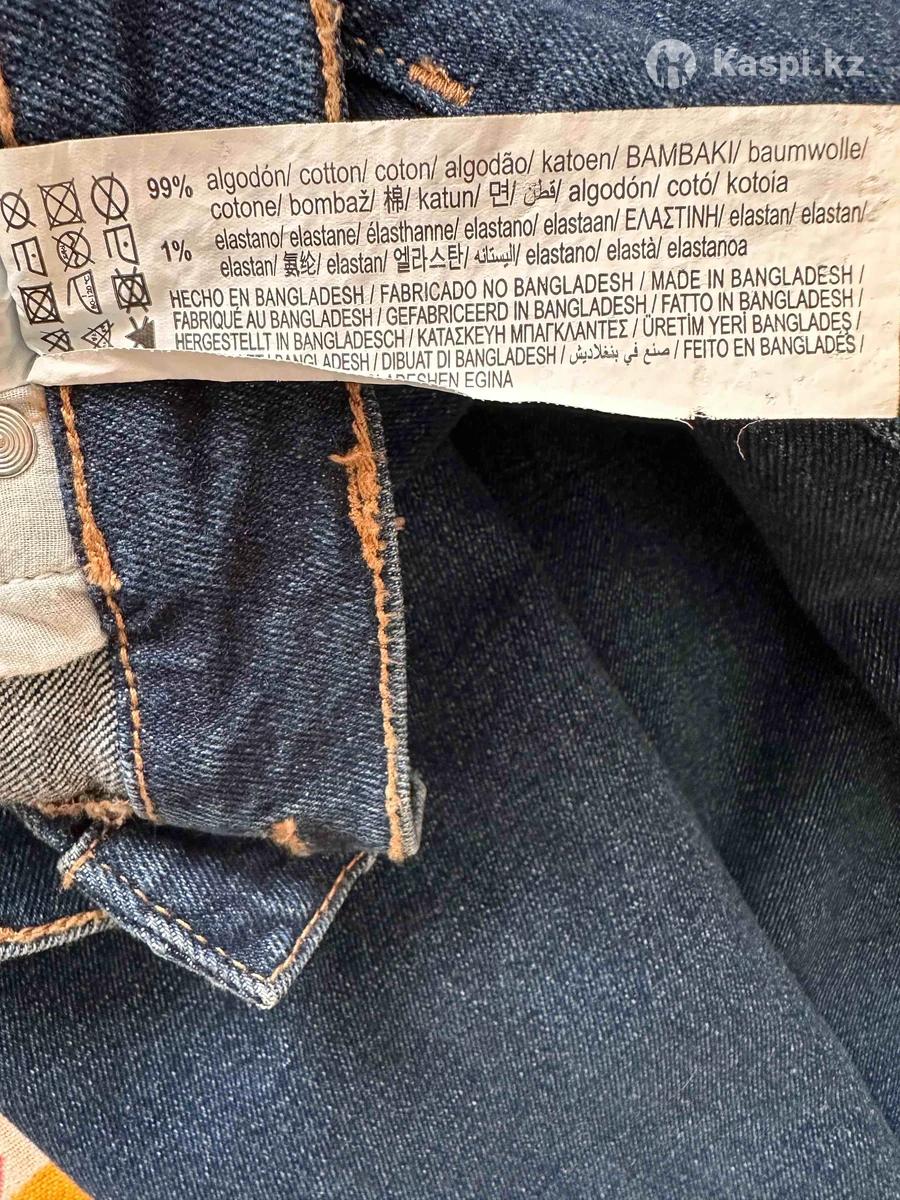 Kaspi.kz
99% algodón/ cotton/ coton/ algodão/ katoen/ BAMBAKI/ baumwolle/
cotone/ bombaž/ 棉/ katun/ 면/ قطن/ algodón/ cotó/ kotoia
1% elastano/ elastane/ élasthanne/ elastano/ elastaan/ ΕΛΑΣΤΙΝΗ/ elastan/ elastan/
elastan/ 氨纶/ elastan/ 엘라스탄/ إليستانه/ elastano/ elastà/ elastanoa
HECHO EN BANGLADESH / FABRICADO NO BANGLADESH / MADE IN BANGLADESH /
FABRIQUÉ AU BANGLADESH / GEFABRICEERD IN BANGLADESH / FATTO IN BANGLADESH /
HERGESTELLT IN BANGLADESCH / ΚΑΤΑΣΚΕΥΗ ΜΠΑΓΚΛΑΝΤΕΣ / ÜRETİM YERİ BANGLADEŞ /
BANGLADESH / DIBUAT DI BANGLADESH / صنع في بنغلاديش / FEITO EN BANGLADÉS /
EGINA